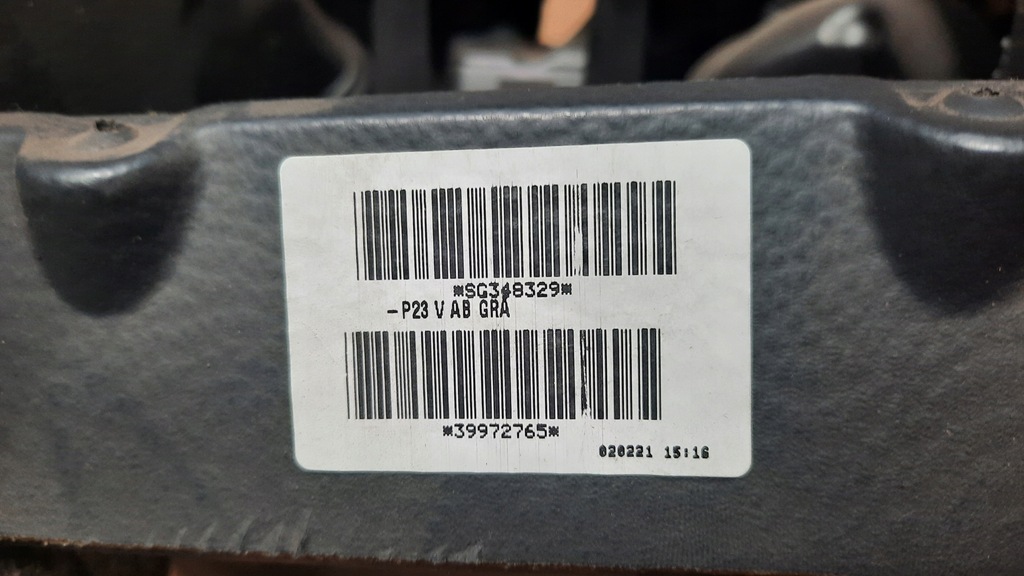 *SG348329*
-P23 V AB GRA
*39972765*
020221 15:16